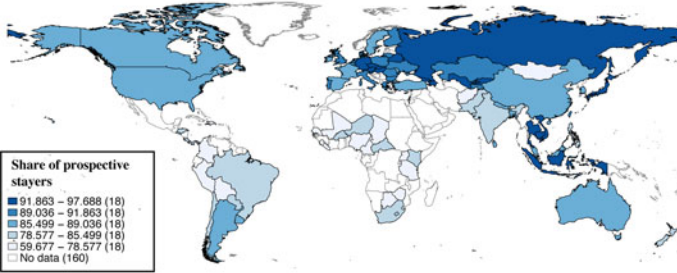 Share of prospective
stayers
91.863 – 97.688 (18)
89.036 – 91.863 (18)
85.499 – 89.036 (18)
78.577 – 85.499 (18)
59.677 – 78.577 (18)
No data (160)